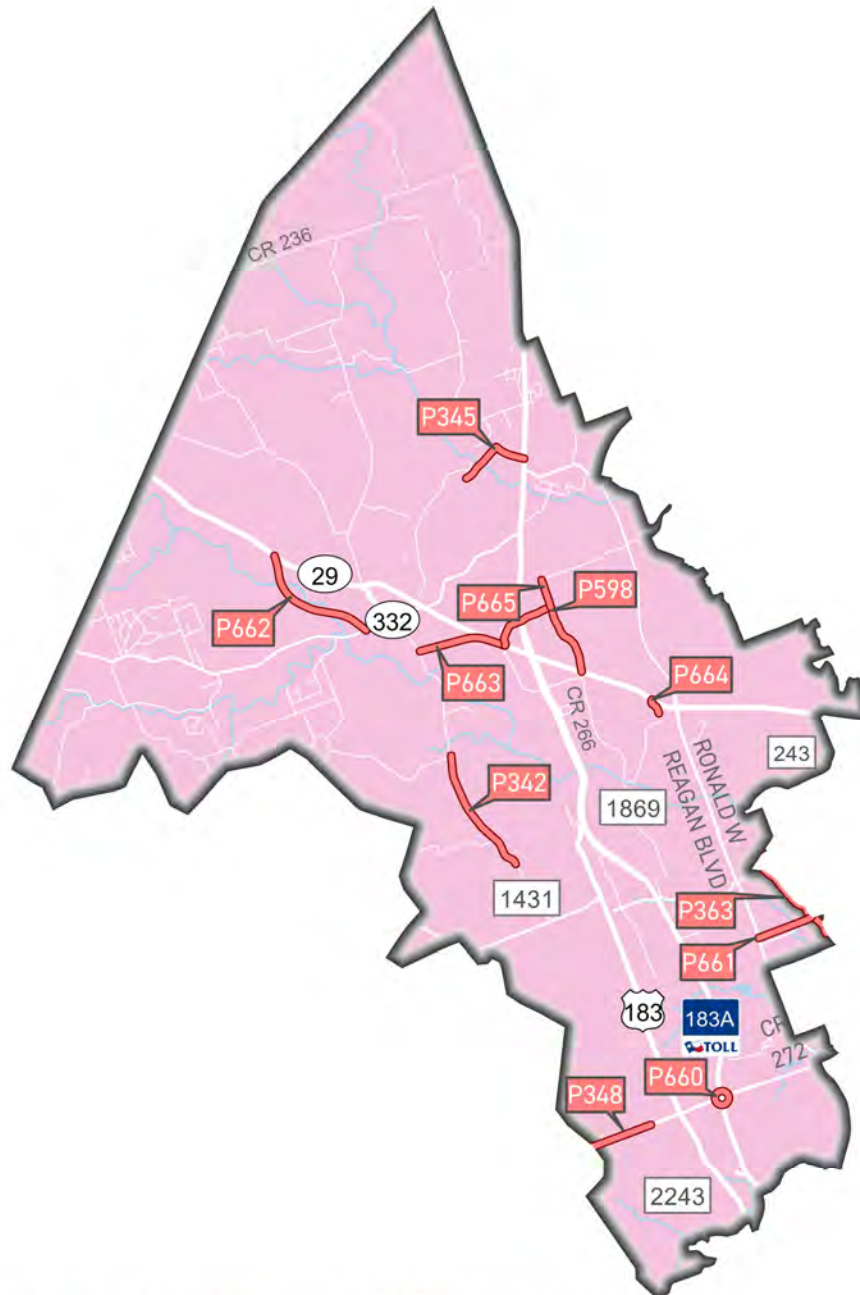 CR 236
P345
29
P665
P598
P662
332
P663
P664
CR 266
243
RONALD W
REAGAN BLVD
P342
1869
1431
P363
P661
183
183A
TOLL
CR
272
P660
P348
2243